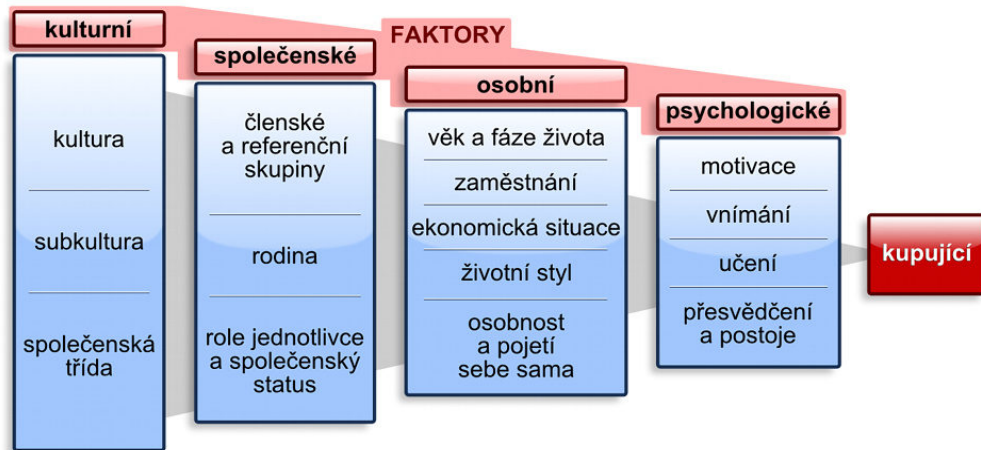 FAKTORY
kulturní
kultura
subkultura
společenská
třída
společenské
členské
a referenční
skupiny
rodina
role jednotlivce
a společenský
status
osobní
věk a fáze života
zaměstnání
ekonomická situace
životní styl
osobnost
a pojetí
sebe sama
psychologické
motivace
vnímání
učení
přesvědčení
a postoje
kupující